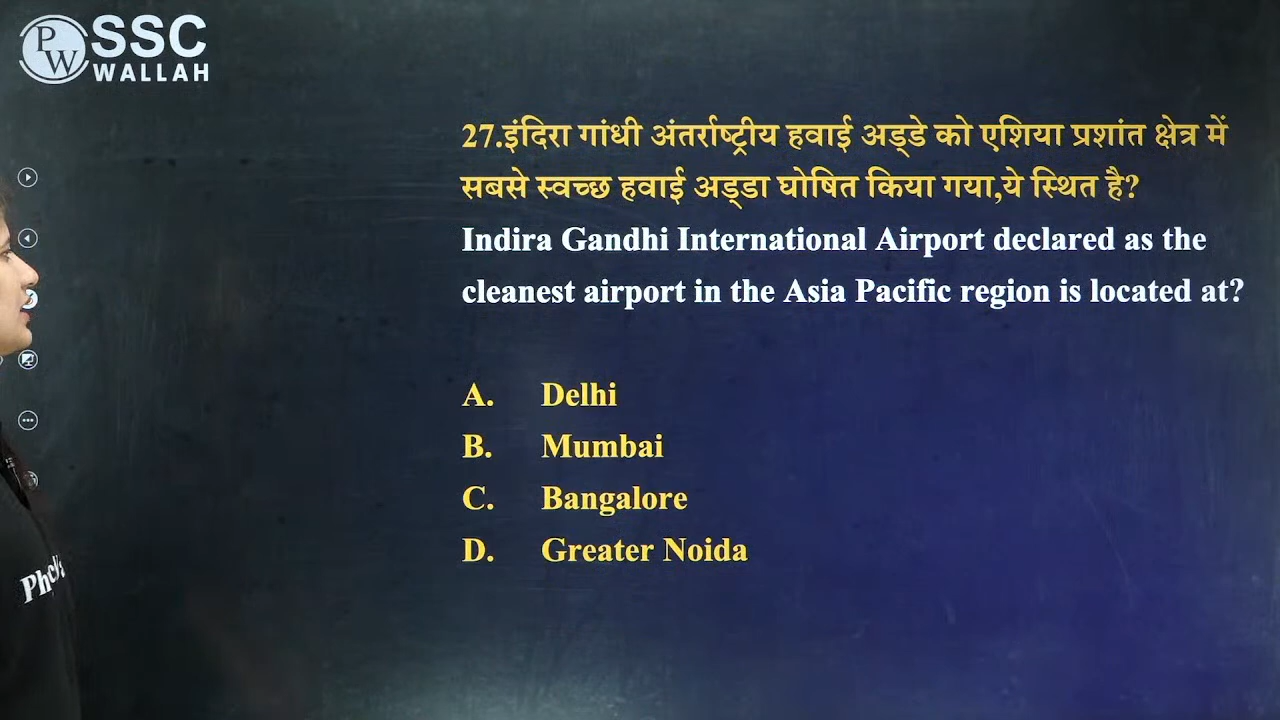 PW SSC
WALLAH
27.इंदिरा गांधी अंतर्राष्ट्रीय हवाई अड्डे को एशिया प्रशांत क्षेत्र में
सबसे स्वच्छ हवाई अड्डा घोषित किया गया,ये स्थित है?
Indira Gandhi International Airport declared as the
cleanest airport in the Asia Pacific region is located at?
A. Delhi
B. Mumbai
C. Bangalore
D. Greater Noida